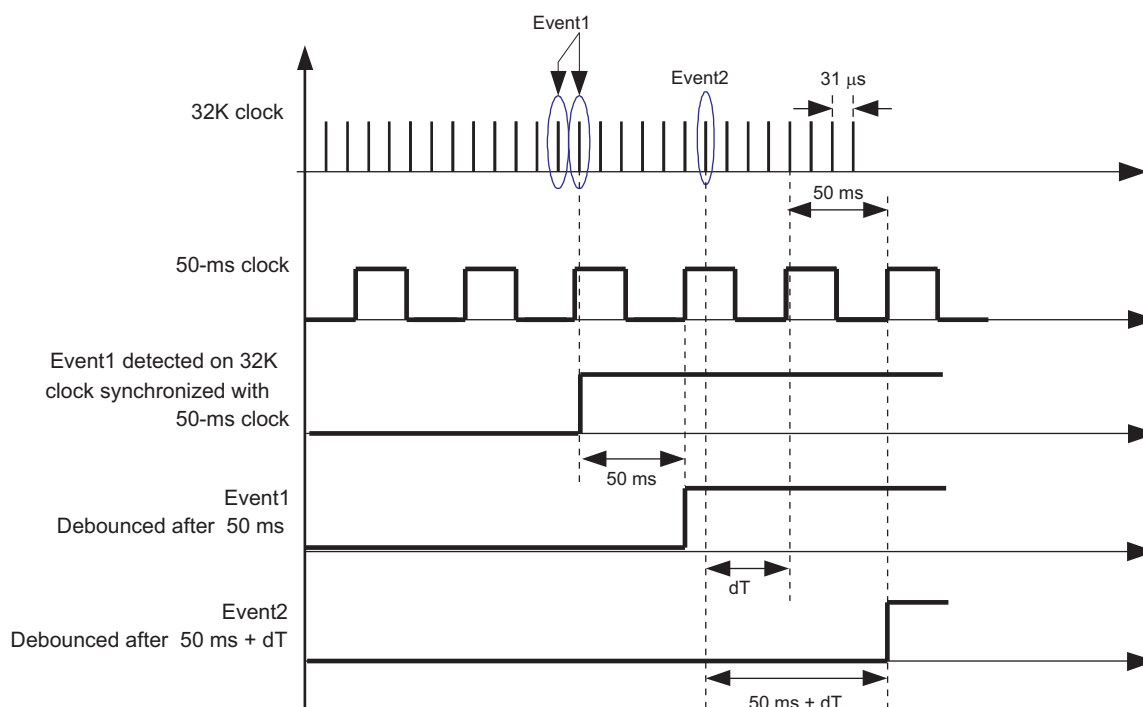 Event1
Event2
31 μs
32K clock
50 ms
50-ms clock
Event1 detected on 32K
clock synchronized with
50-ms clock
50 ms
Event1
Debounced after 50 ms
dT
Event2
Debounced after 50 ms + dT
50 ms + dT